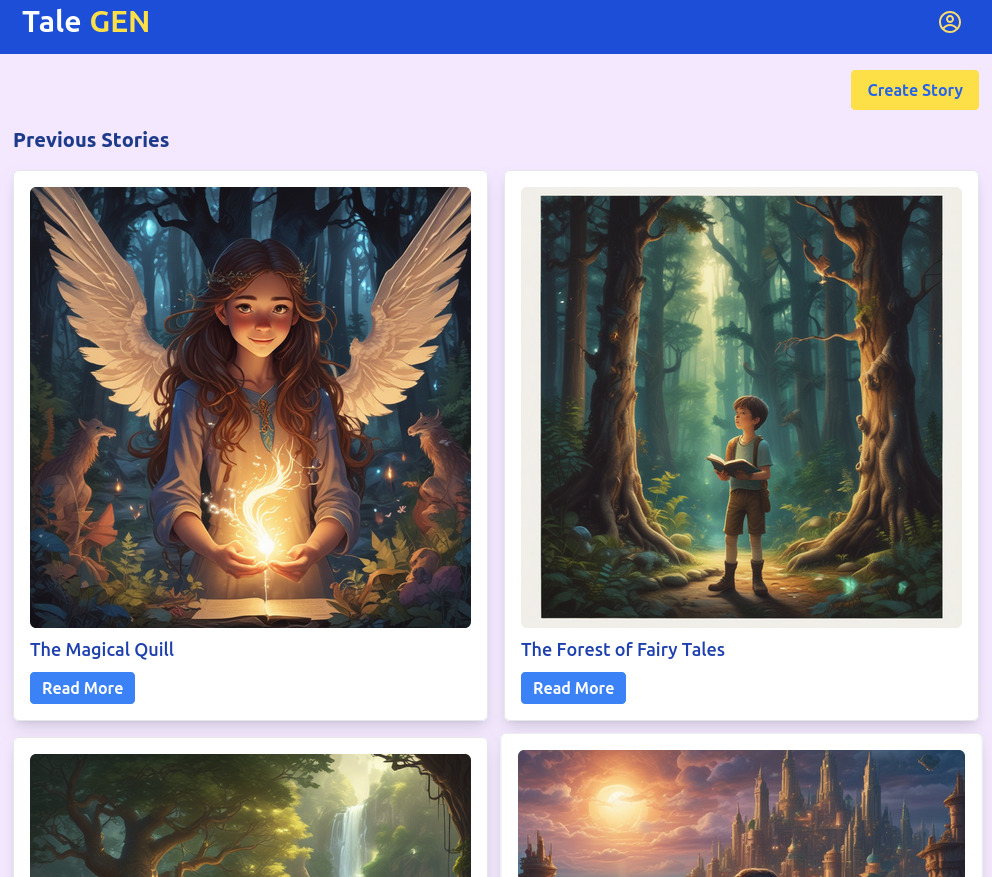 Tale GEN
Create Story
Previous Stories
The Magical Quill
Read More
The Forest of Fairy Tales
Read More